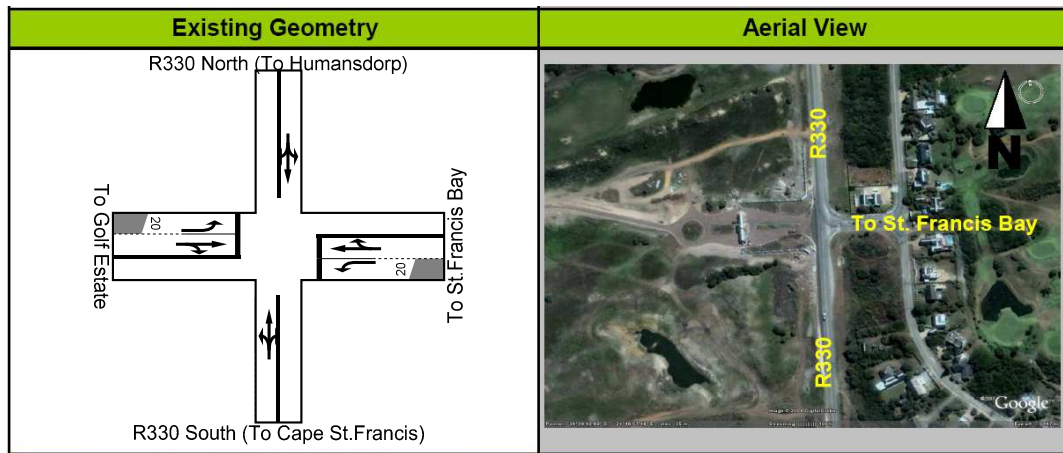 Existing Geometry
Aerial View
R330 North (To Humansdorp)
To Golf Estate
20
20
To St.Francis Bay
R330 South (To Cape St.Francis)
R330
N
To St. Francis Bay
R330
Google